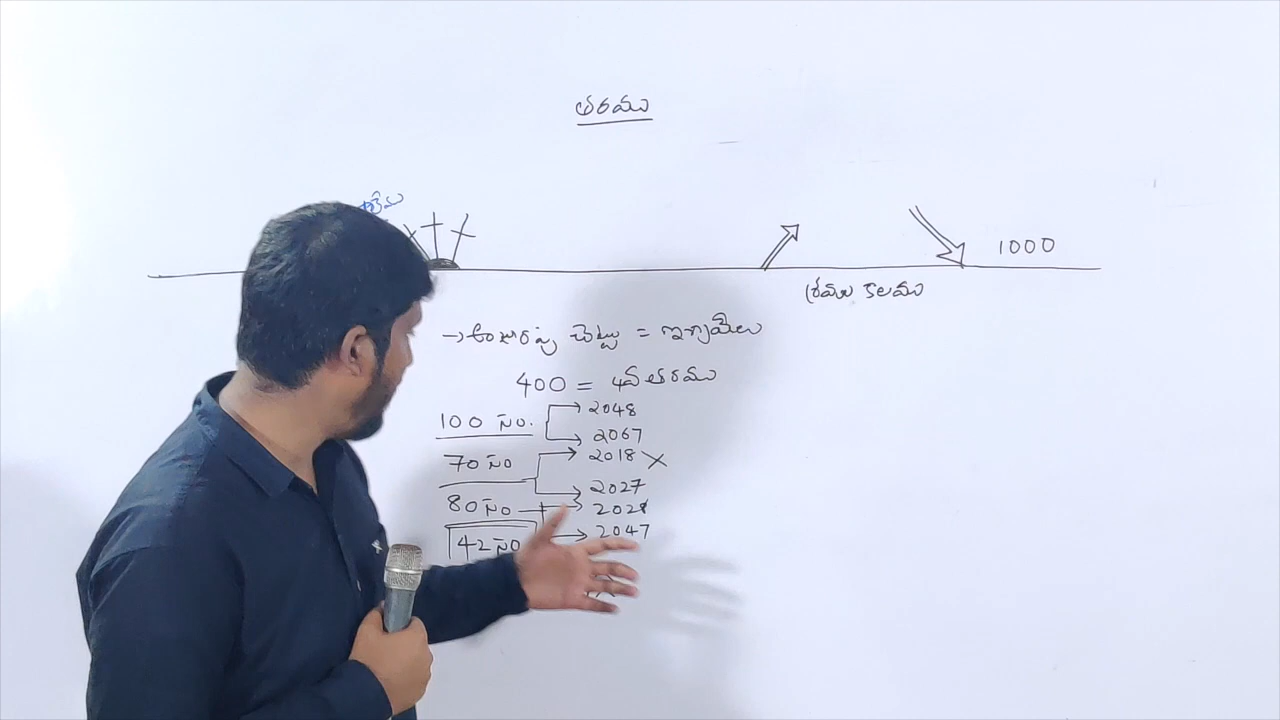 తరము
1000
శ్రమల కాలము
→ అంజూరపు చెట్టు = ఇశ్రాయేలు
400 = 4వ తరము
100 సం. → 2048
→ 2067
70 సం → 2018 ×
→ 2027
80 సం → 2028
→ 2047
42 సం